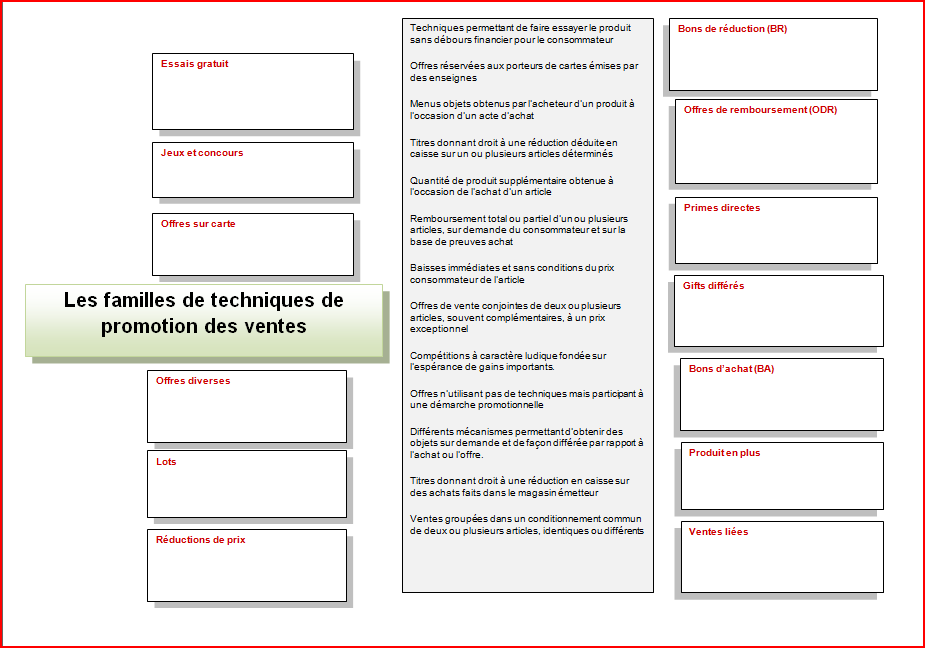 Essais gratuit
Jeux et concours
Offres sur carte
Les familles de techniques de
promotion des ventes
Offres diverses
Lots
Réductions de prix
Techniques permettant de faire essayer le produit
sans débours financier pour le consommateur
Offres réservées aux porteurs de cartes émises par
des enseignes
Menus objets obtenus par l'acheteur d'un produit à
l'occasion d'un acte d'achat
Titres donnant droit à une réduction déduite en
caisse sur un ou plusieurs articles déterminés
Quantité de produit supplémentaire obtenue à
l'occasion de l'achat d'un article
Remboursement total ou partiel d'un ou plusieurs
articles, sur demande du consommateur et sur la
base de preuves achat
Baisses immédiates et sans conditions du prix
consommateur de l'article
Offres de vente conjointes de deux ou plusieurs
articles, souvent complémentaires, à un prix
exceptionnel
Compétitions à caractère ludique fondée sur
l'espérance de gains importants.
Offres n'utilisant pas de techniques mais participant à
une démarche promotionnelle
Différents mécanismes permettant d'obtenir des
objets sur demande et de façon différée par rapport à
l'achat ou l'offre.
Titres donnant droit à une réduction en caisse sur
des achats faits dans le magasin émetteur
Ventes groupées dans un conditionnement commun
de deux ou plusieurs articles, identiques ou différents
Bons de réduction (BR)
Offres de remboursement (ODR)
Primes directes
Gifts différés
Bons d'achat (BA)
Produit en plus
Ventes liées